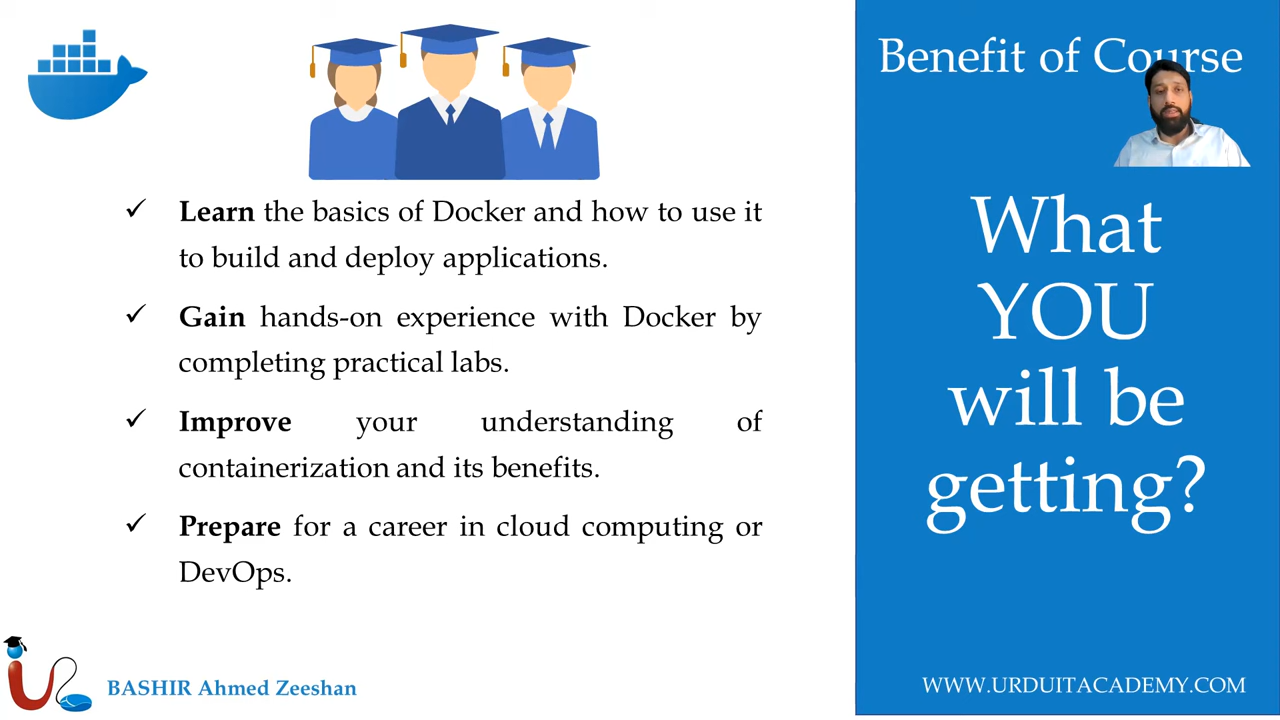 Benefit of Course
✓ Learn the basics of Docker and how to use it
to build and deploy applications.
✓ Gain hands-on experience with Docker by
completing practical labs.
✓ Improve your understanding of
containerization and its benefits.
✓ Prepare for a career in cloud computing or
DevOps.
What
YOU
will be
getting?
BASHIR Ahmed Zeeshan
WWW.URDUITACADEMY.COM